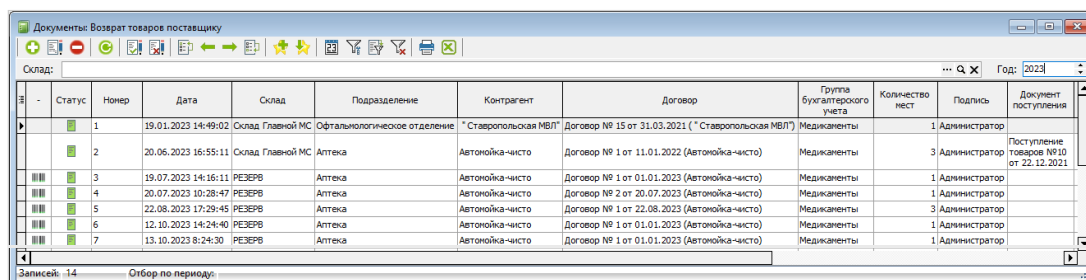 Документы: Возврат товаров поставщику
Склад:
Год: 2023
- Статус Номер Дата Склад Подразделение Контрагент Договор Группа бухгалтерского учета Количество мест Подпись Документ поступления
1 19.01.2023 14:49:02 Склад Главной МС Офтальмологическое отделение " Ставропольская МВЛ" Договор № 15 от 31.03.2021 ( " Ставропольская МВЛ") Медикаменты 1 Администратор
2 20.06.2023 16:55:11 Склад Главной МС Аптека Автомойка-чисто Договор № 1 от 11.01.2022 (Автомойка-чисто) Медикаменты 3 Администратор Поступление товаров №10 от 22.12.2021
3 19.07.2023 14:16:11 РЕЗЕРВ Аптека Автомойка-чисто Договор № 1 от 01.01.2023 (Автомойка-чисто) Медикаменты 1 Администратор
4 20.07.2023 10:28:47 РЕЗЕРВ Аптека Автомойка-чисто Договор № 2 от 20.07.2023 (Автомойка-чисто) Медикаменты 1 Администратор
5 22.08.2023 17:29:45 РЕЗЕРВ Аптека Автомойка-чисто Договор № 1 от 22.08.2023 (Автомойка-чисто) Медикаменты 3 Администратор
6 12.10.2023 14:24:40 РЕЗЕРВ Аптека Автомойка-чисто Договор № 1 от 01.01.2023 (Автомойка-чисто) Медикаменты 1 Администратор
7 13.10.2023 8:24:30 РЕЗЕРВ Аптека Автомойка-чисто Договор № 1 от 01.01.2023 (Автомойка-чисто) Медикаменты 1 Администратор
Записей: 14 Отбор по периоду: